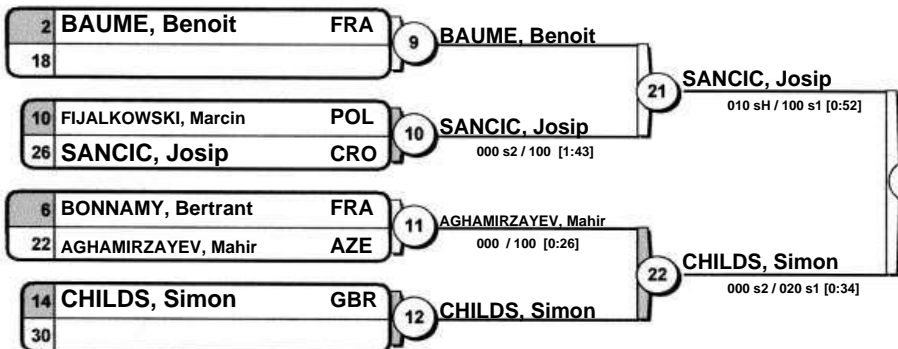 2 BAUME, Benoit FRA
18
9 BAUME, Benoit
10 FIJALKOWSKI, Marcin POL
26 SANCIC, Josip CRO
10 SANCIC, Josip
000 s2 / 100 [1:43]
21 SANCIC, Josip
010 sH / 100 s1 [0:52]
6 BONNAMY, Bertrant FRA
22 AGHAMIRZAYEV, Mahir AZE
11 AGHAMIRZAYEV, Mahir
000 / 100 [0:26]
14 CHILDS, Simon GBR
30
12 CHILDS, Simon
22 CHILDS, Simon
000 s2 / 020 s1 [0:34]